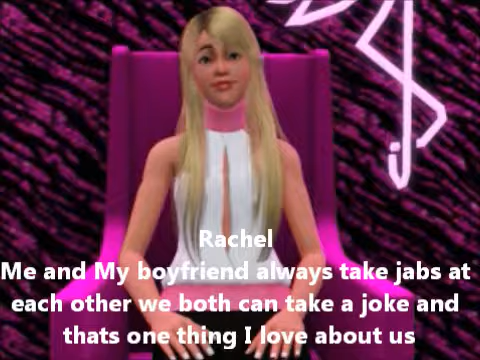 Rachel
Me and My boyfriend always take jabs at
each other we both can take a joke and
thats one thing I love about us